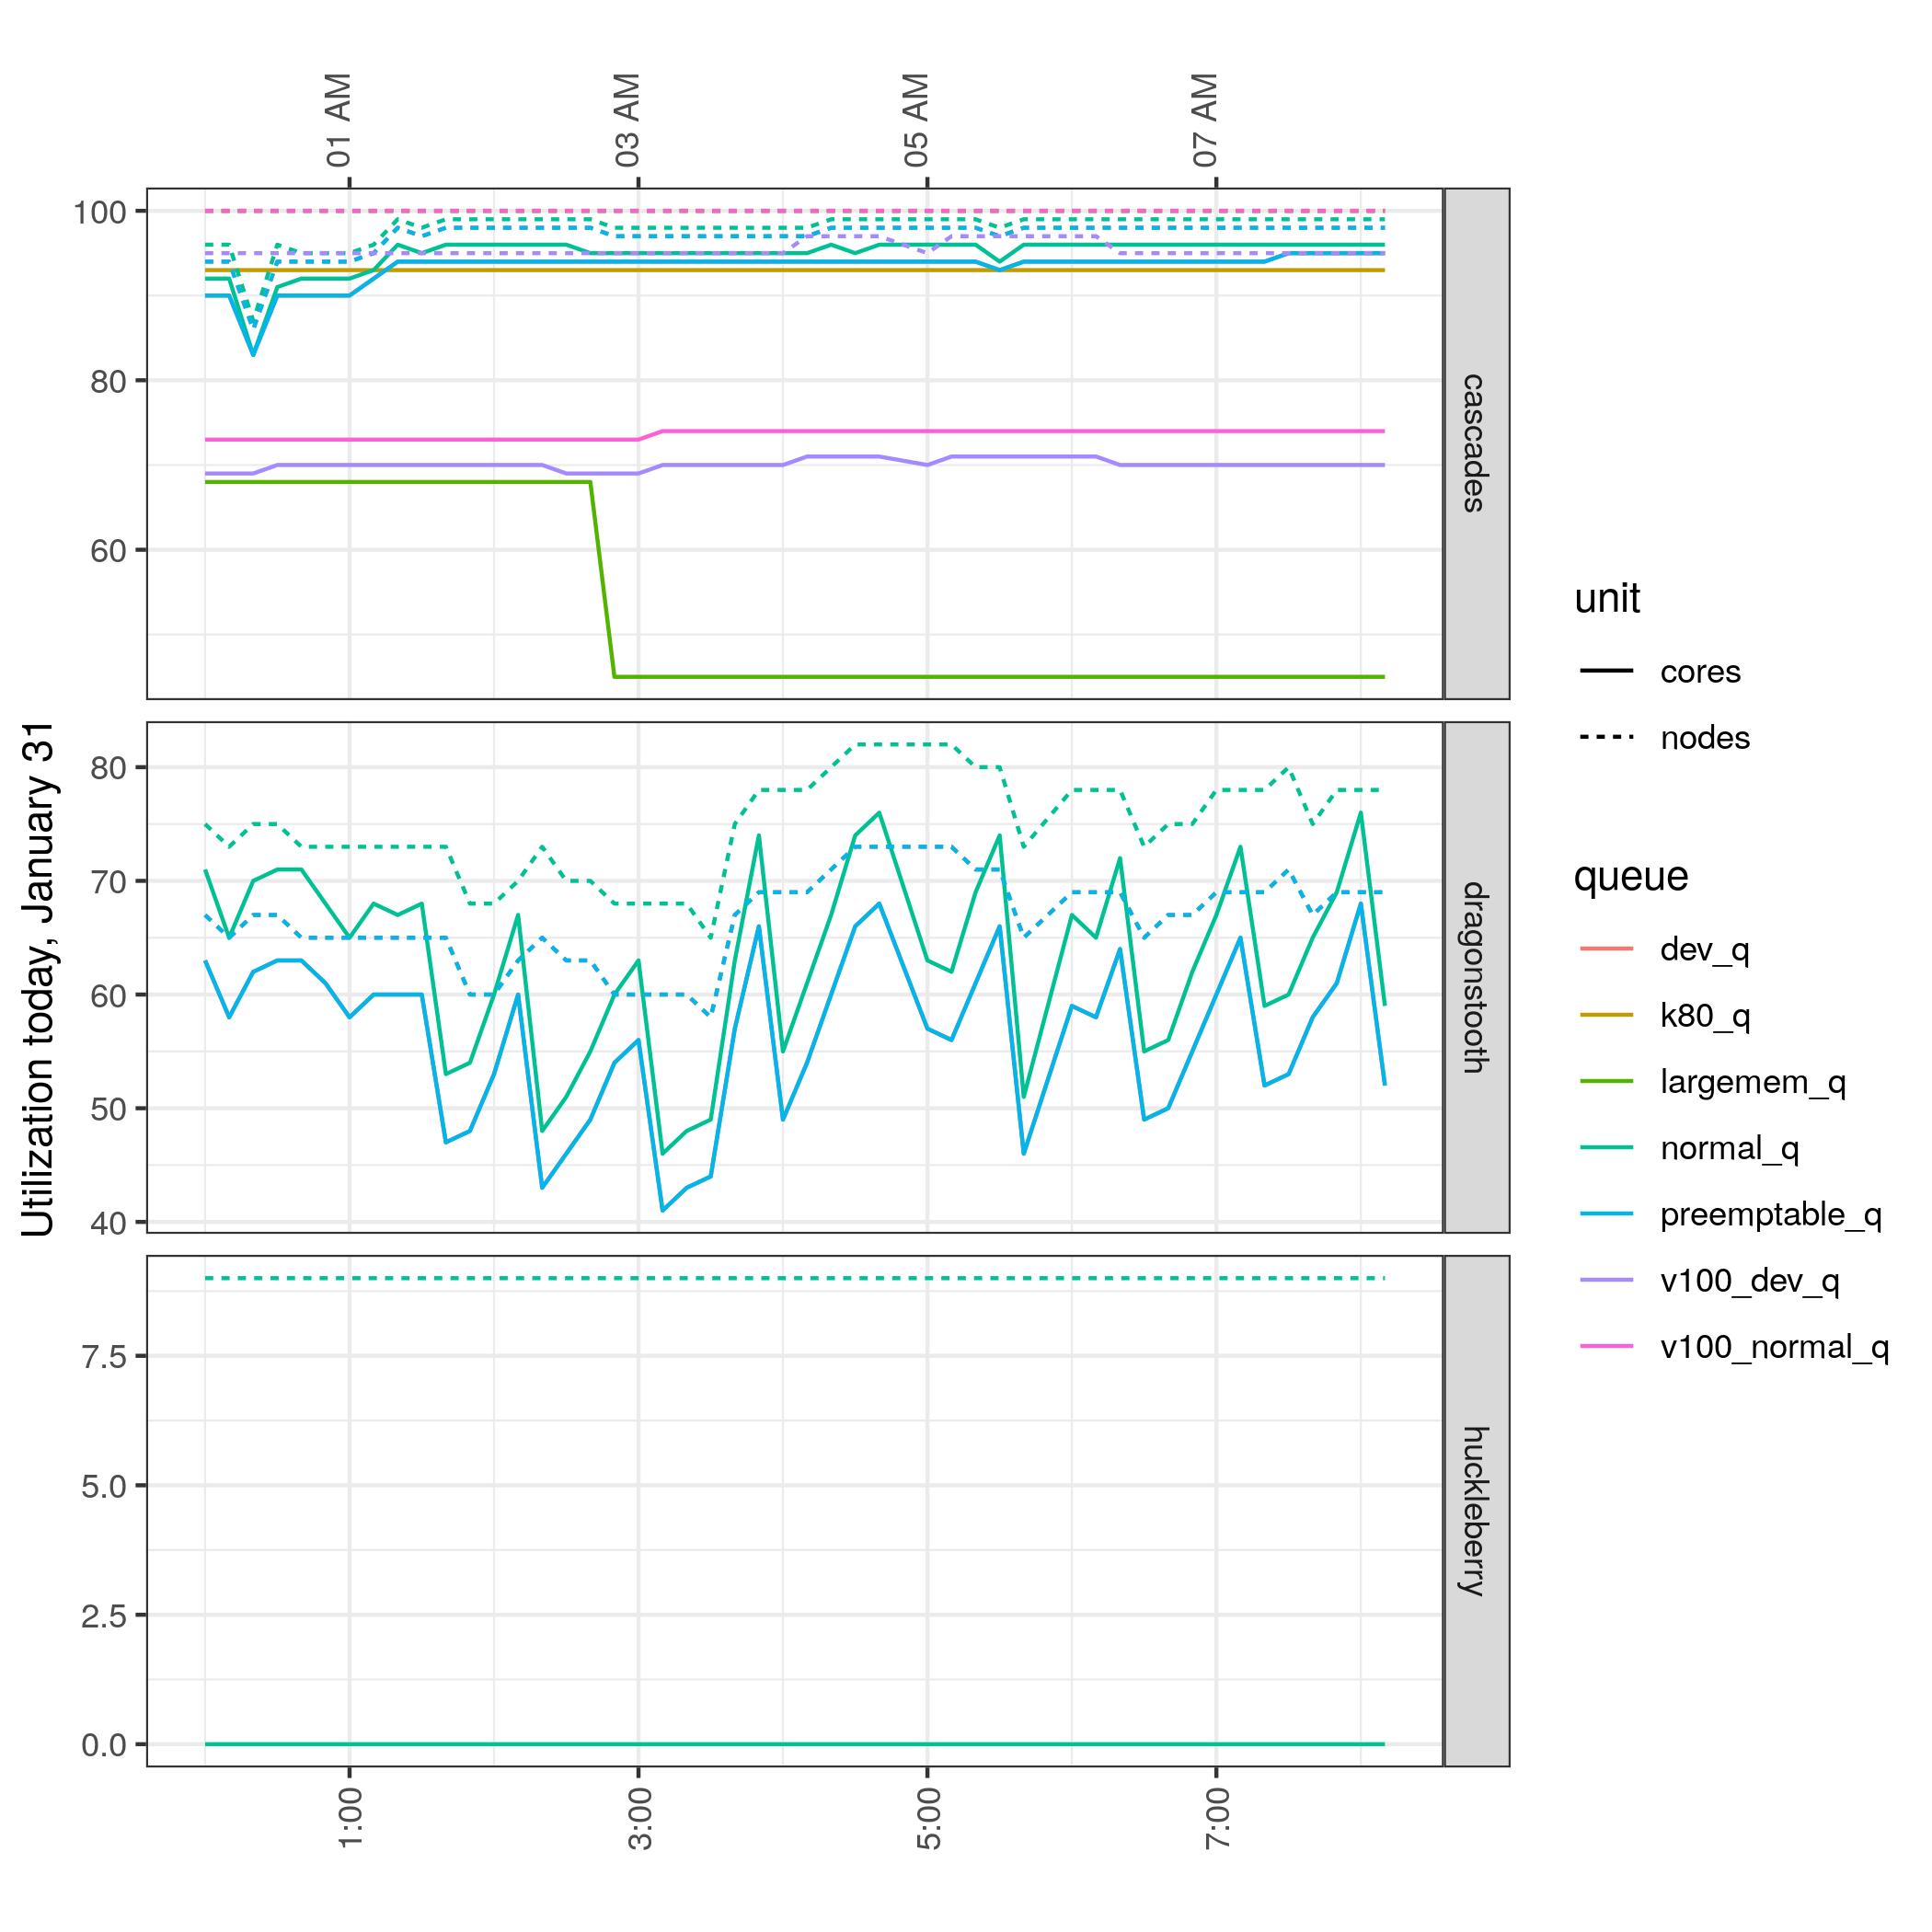 01 AM
03 AM
05 AM
07 AM
Utilization today, January 31
100
80
60
cascades
80
70
60
50
40
dragonstooth
7.5
5.0
2.5
0.0
huckleberry
1:00
3:00
5:00
7:00
unit
cores
nodes
queue
dev_q
k80_q
largemem_q
normal_q
preemptable_q
v100_dev_q
v100_normal_q